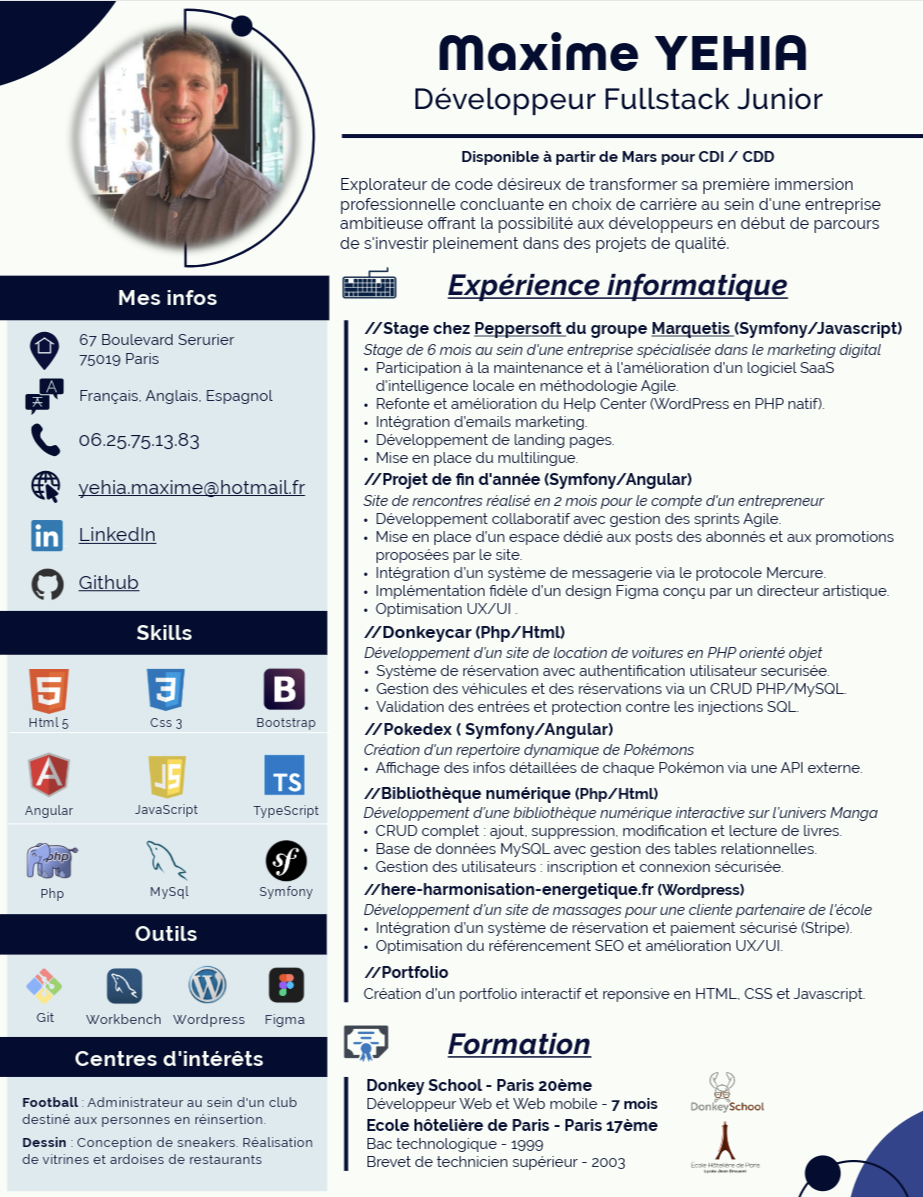 Maxime YEHIA
Développeur Fullstack Junior
Disponible à partir de Mars pour CDI / CDD
Explorateur de code désireux de transformer sa première immersion
professionnelle concluante en choix de carrière au sein d'une entreprise
ambitieuse offrant la possibilité aux développeurs en début de parcours
de s'investir pleinement dans des projets de qualité.
Mes infos
67 Boulevard Serurier
75019 Paris
Français, Anglais, Espagnol
06.25.75.13.83
yehia.maxime@hotmail.fr
LinkedIn
Github
Skills
Html 5
Css 3
Bootstrap
Angular
JavaScript
TypeScript
Php
MySql
Symfony
Outils
Git
Workbench
Wordpress
Figma
Centres d'intérêts
Football : Administrateur au sein d'un club
destiné aux personnes en réinsertion.
Dessin : Conception de sneakers. Réalisation
de vitrines et ardoises de restaurants
Expérience informatique
//Stage chez Peppersoft du groupe Marquetis (Symfony/Javascript)
Stage de 6 mois au sein d'une entreprise spécialisée dans le marketing digital
• Participation à la maintenance et à l'amélioration d'un logiciel SaaS
d'intelligence locale en méthodologie Agile.
• Refonte et amélioration du Help Center (WordPress en PHP natif).
• Intégration d'emails marketing.
• Développement de landing pages.
• Mise en place du multilingue.
//Projet de fin d'année (Symfony/Angular)
Site de rencontres réalisé en 2 mois pour le compte d'un entrepreneur
• Développement collaboratif avec gestion des sprints Agile.
• Mise en place d'un espace dédié aux posts des abonnés et aux promotions
proposées par le site.
• Intégration d'un système de messagerie via le protocole Mercure.
• Implémentation fidèle d'un design Figma conçu par un directeur artistique.
• Optimisation UX/UI .
//Donkeycar (Php/Html)
Développement d'un site de location de voitures en PHP orienté objet
• Système de réservation avec authentification utilisateur securisée.
• Gestion des véhicules et des réservations via un CRUD PHP/MySQL.
• Validation des entrées et protection contre les injections SQL.
//Pokedex ( Symfony/Angular)
Création d'un repertoire dynamique de Pokémons
• Affichage des infos détaillées de chaque Pokémon via une API externe.
//Bibliothèque numérique (Php/Html)
Développement d'une bibliothèque numérique interactive sur l'univers Manga
• CRUD complet : ajout, suppression, modification et lecture de livres.
• Base de données MySQL avec gestion des tables relationnelles.
• Gestion des utilisateurs : inscription et connexion sécurisée.
//here-harmonisation-energetique.fr (Wordpress)
Développement d'un site de massages pour une cliente partenaire de l'école
• Intégration d'un système de réservation et paiement sécurisé (Stripe).
• Optimisation du référencement SEO et amélioration UX/UI.
//Portfolio
Création d'un portfolio interactif et reponsive en HTML, CSS et Javascript.
Formation
Donkey School - Paris 20ème
Développeur Web et Web mobile - 7 mois
Ecole hôtelière de Paris - Paris 17ème
Bac technologique - 1999
Brevet de technicien supérieur - 2003
DonkeySchool
École Hôtelière de Paris
Lycée Jean Drouant